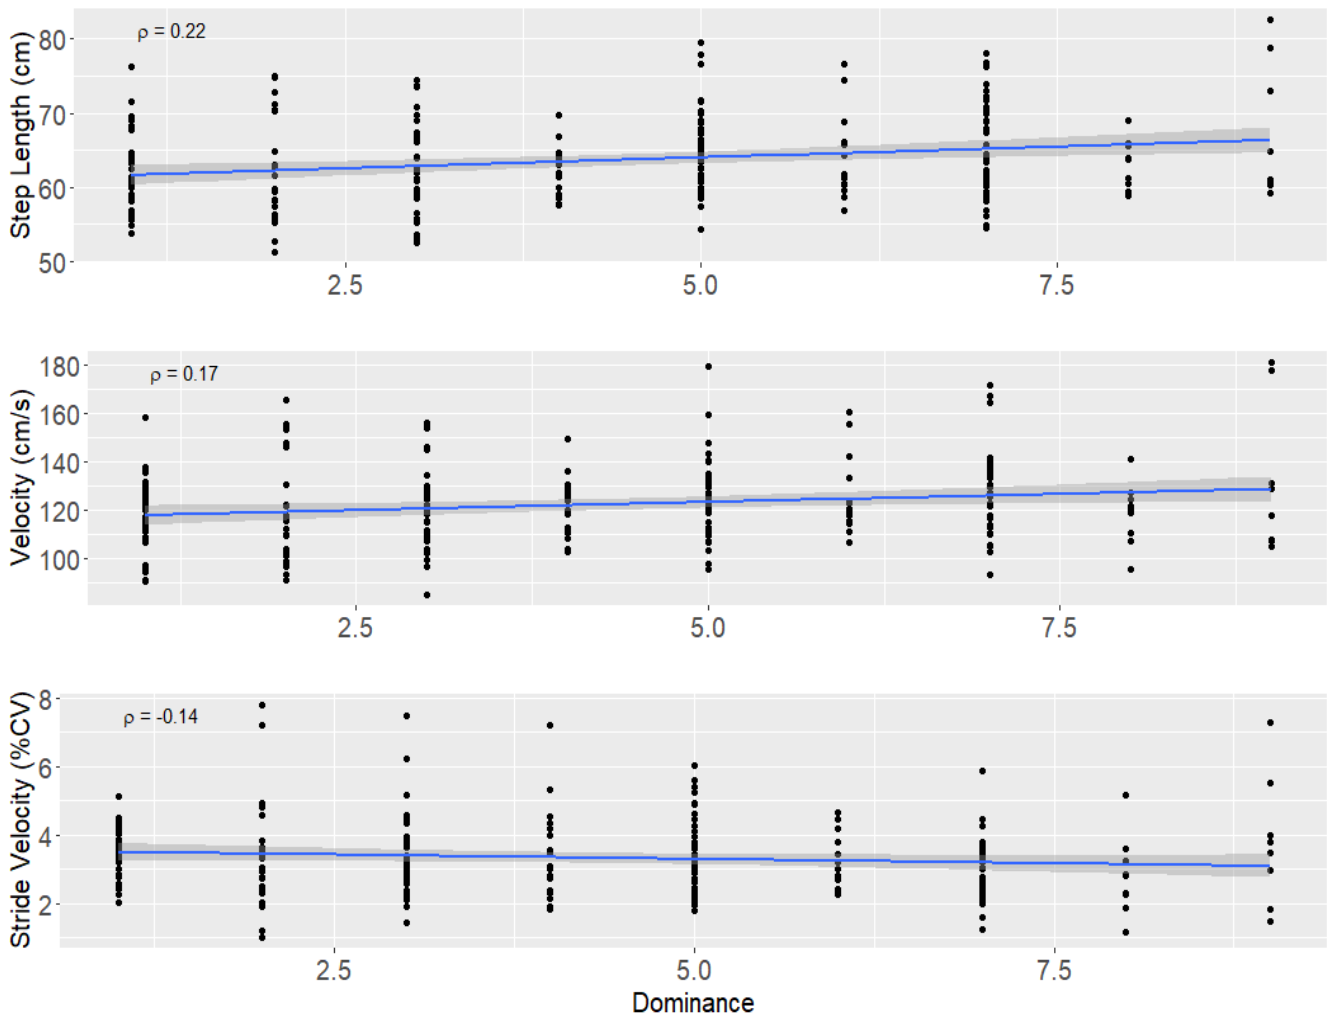 ρ = 0.22
Step Length (cm)
80
70
60
50
2.5 5.0 7.5
ρ = 0.17
Velocity (cm/s)
180
160
140
120
100
2.5 5.0 7.5
ρ = -0.14
Stride Velocity (%CV)
8
6
4
2
2.5 5.0 7.5
Dominance